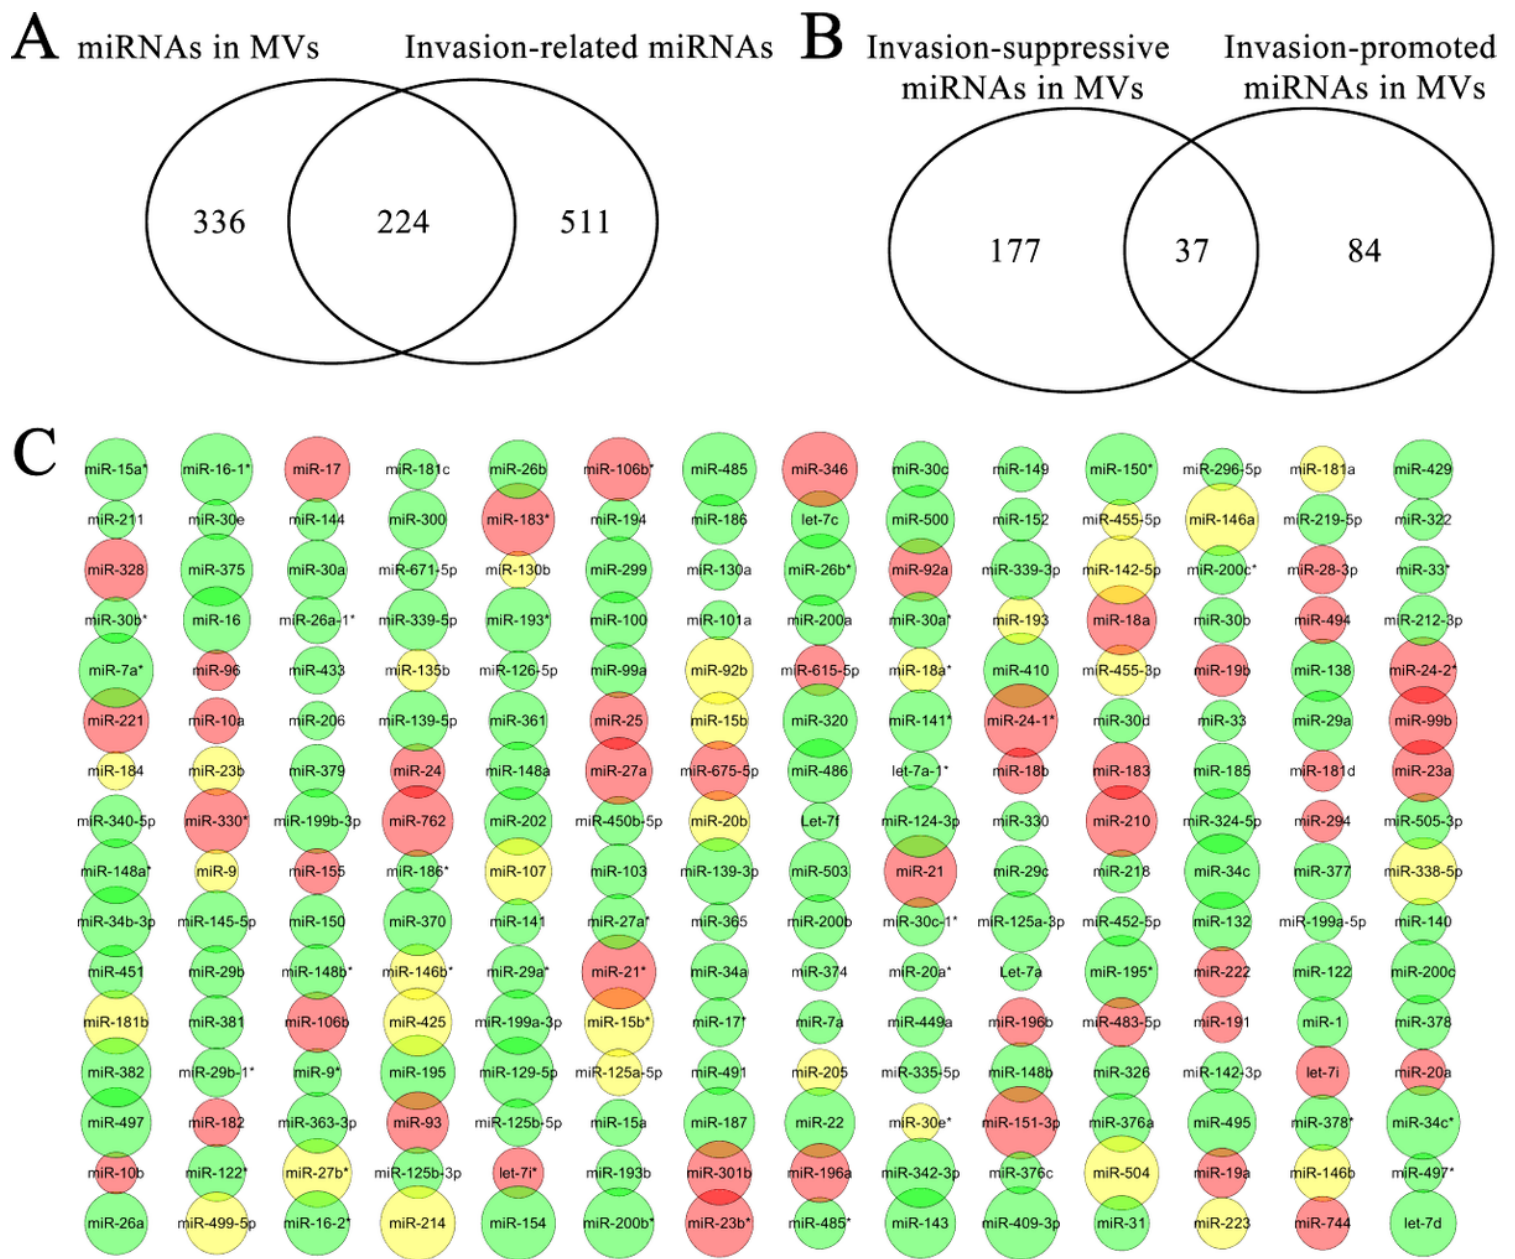 A miRNAs in MVs Invasion-related miRNAs
336 224 511
B Invasion-suppressive Invasion-promoted
miRNAs in MVs miRNAs in MVs
177 37 84
C
miR-15a* miR-16-1* miR-17 miR-181c miR-26b miR-106b* miR-485 miR-346 miR-30c miR-149 miR-150* miR-296-5p miR-181a miR-429
miR-211 miR-30e miR-144 miR-300 miR-183* miR-194 miR-186 let-7c miR-500 miR-152 miR-455-5p miR-146a miR-219-5p miR-322
miR-328 miR-375 miR-30a miR-671-5p miR-130b miR-299 miR-130a miR-26b* miR-92a miR-339-3p miR-142-5p miR-200c* miR-28-3p miR-33*
miR-30b* miR-16 miR-26a-1* miR-339-5p miR-193* miR-100 miR-101a miR-200a miR-30a* miR-193 miR-18a miR-30b miR-494 miR-212-3p
miR-7a* miR-96 miR-433 miR-135b miR-126-5p miR-99a miR-92b miR-615-5p miR-18a* miR-410 miR-455-3p miR-19b miR-138 miR-24-2*
miR-221 miR-10a miR-206 miR-139-5p miR-361 miR-25 miR-15b miR-320 miR-141* miR-24-1* miR-30d miR-33 miR-29a miR-99b
miR-184 miR-23b miR-379 miR-24 miR-148a miR-27a miR-675-5p miR-486 let-7a-1* miR-18b miR-183 miR-185 miR-181d miR-23a
miR-340-5p miR-330* miR-199b-3p miR-762 miR-202 miR-450b-5p miR-20b Let-7f miR-124-3p miR-330 miR-210 miR-324-5p miR-294 miR-505-3p
miR-148a* miR-9 miR-155 miR-186* miR-107 miR-103 miR-139-3p miR-503 miR-21 miR-29c miR-218 miR-34c miR-377 miR-338-5p
miR-34b-3p miR-145-5p miR-150 miR-370 miR-141 miR-27a* miR-365 miR-200b miR-30c-1* miR-125a-3p miR-452-5p miR-132 miR-199a-5p miR-140
miR-451 miR-29b miR-148b* miR-146b* miR-29a* miR-21* miR-34a miR-374 miR-20a* Let-7a miR-195* miR-222 miR-122 miR-200c
miR-181b miR-381 miR-106b miR-425 miR-199a-3p miR-15b* miR-17* miR-7a miR-449a miR-196b miR-483-5p miR-191 miR-1 miR-378
miR-382 miR-29b-1* miR-9* miR-195 miR-129-5p miR-125a-5p miR-491 miR-205 miR-335-5p miR-148b miR-326 miR-142-3p let-7i miR-20a
miR-497 miR-182 miR-363-3p miR-93 miR-125b-5p miR-15a miR-187 miR-22 miR-30e* miR-151-3p miR-376a miR-495 miR-378* miR-34c*
miR-10b miR-122* miR-27b* miR-125b-3p let-7i* miR-193b miR-301b miR-196a miR-342-3p miR-376c miR-504 miR-19a miR-146b miR-497*
miR-26a miR-499-5p miR-16-2* miR-214 miR-154 miR-200b* miR-23b* miR-485* miR-143 miR-409-3p miR-31 miR-223 miR-744 let-7d